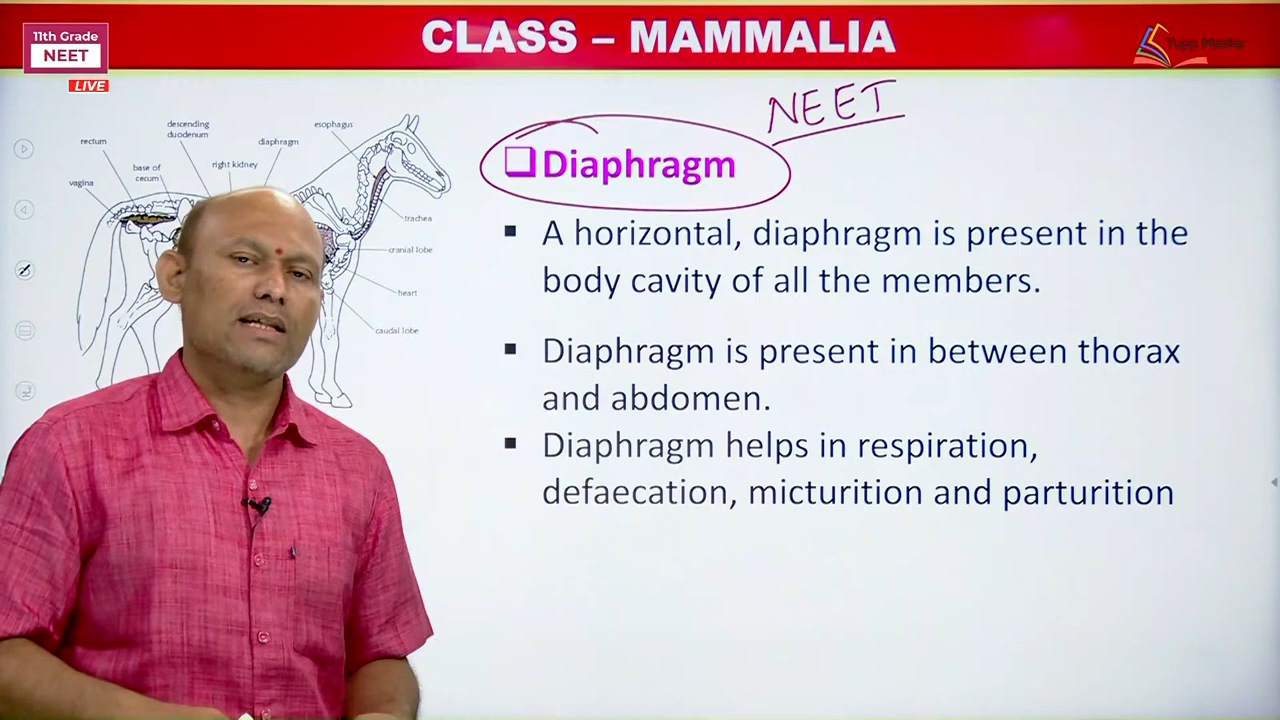 11th Grade
NEET
LIVE
CLASS – MAMMALIA
Yupp Master
NEET
Diaphragm
A horizontal, diaphragm is present in the
body cavity of all the members.
Diaphragm is present in between thorax
and abdomen.
Diaphragm helps in respiration,
defaecation, micturition and parturition
descending
duodenum
esophagus
rectum
diaphragm
base of
cecum
right kidney
vagina
trachea
cranial lobe
heart
caudal lobe